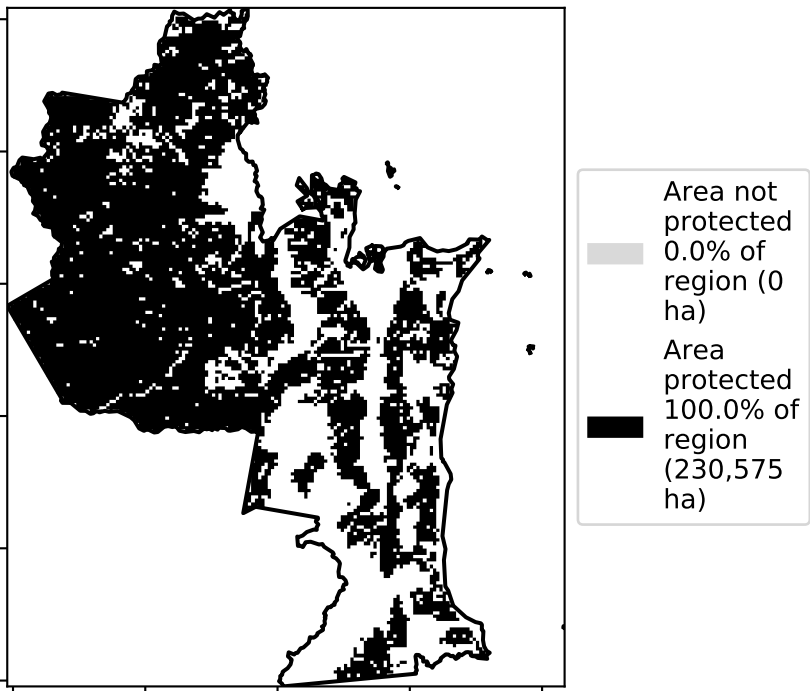 Area not
protected
0.0% of
region (0
ha)
Area
protected
100.0% of
region
(230,575
ha)